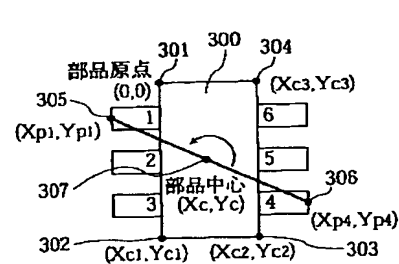 301
300
304
部品原点
(0,0)
(Xc3,Yc3)
305
1
6
(Xp1,Yp1)
2
5
307
部品中心
306
3
(Xc,Yc)
4
(Xp4,Yp4)
302
(Xc1,Yc1)
(Xc2,Yc2)
303